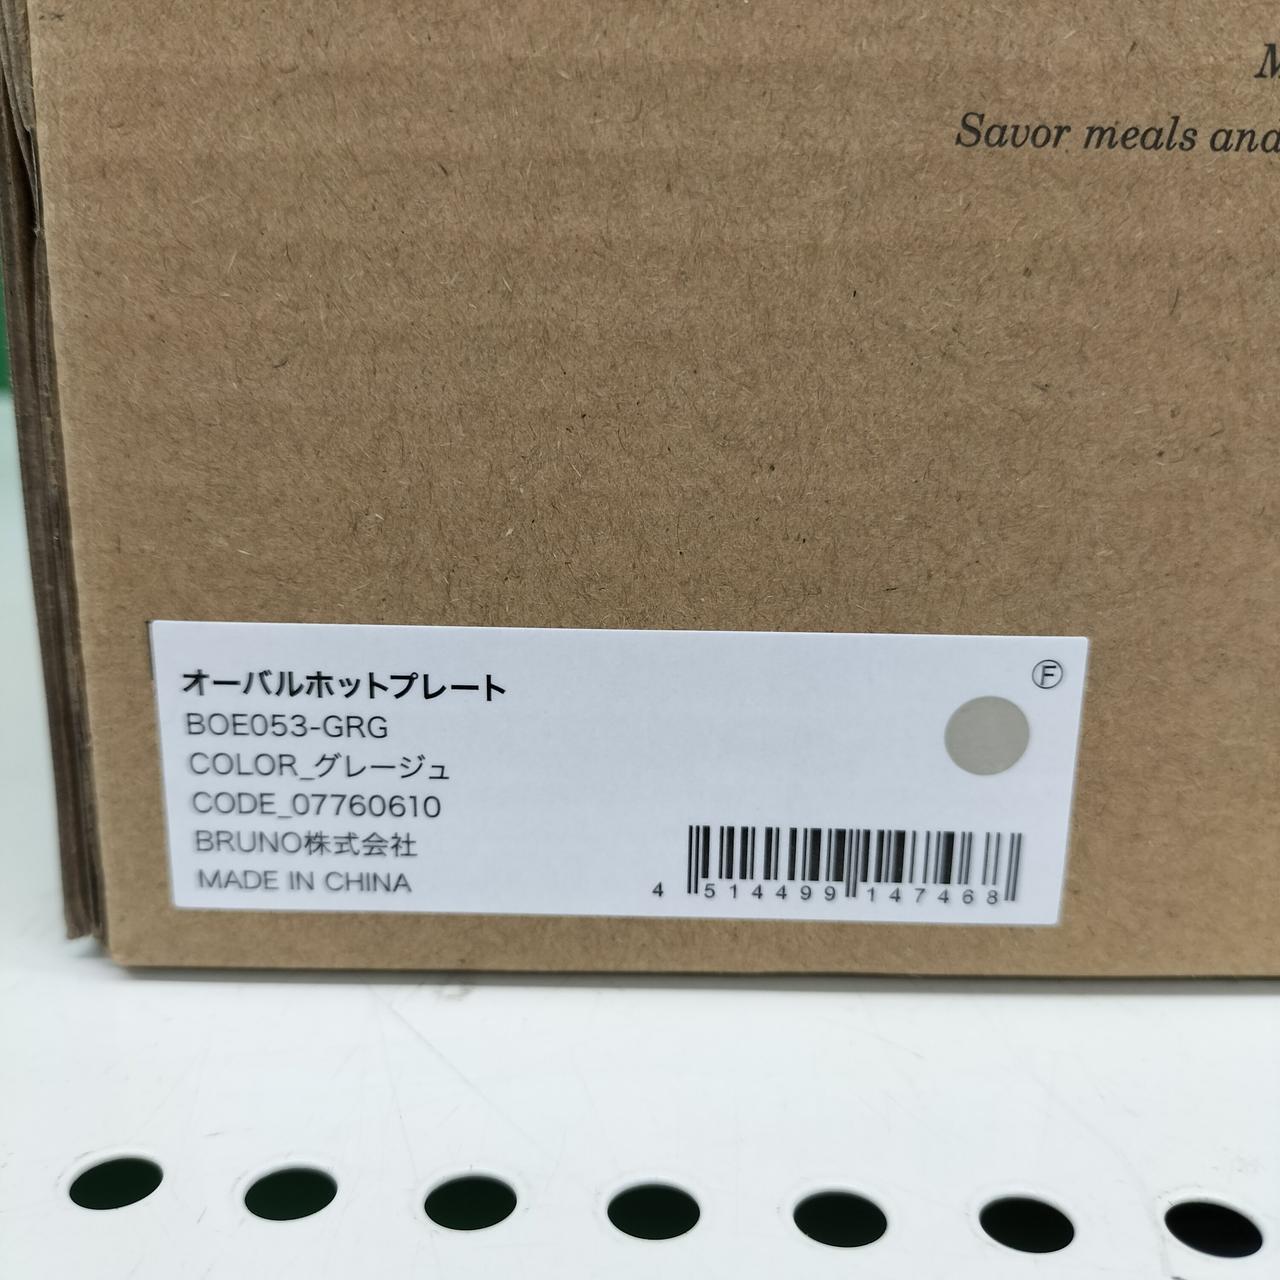 Savor meals and
オーバルホットプレート
BOE053-GRG
COLOR_グレージュ
CODE_07760610
BRUNO株式会社
MADE IN CHINA
Ⓕ
4 514499 147468